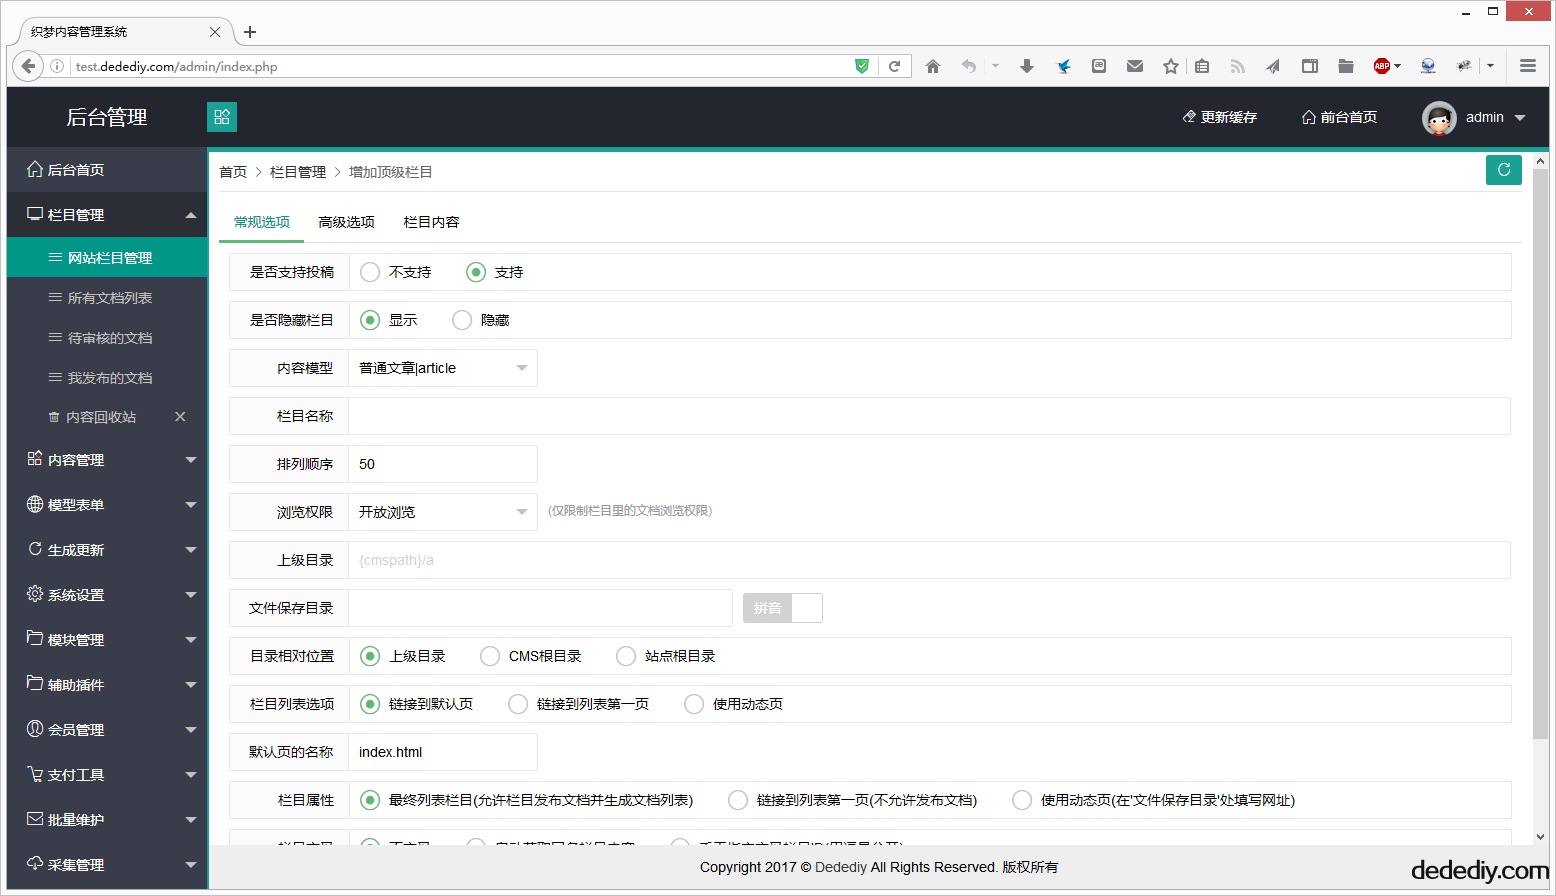 织梦内容管理系统
test.dedediy.com/admin/index.php
ABP
后台管理
更新缓存
前台首页
admin
后台首页
栏目管理
网站栏目管理
所有文档列表
待审核的文档
我发布的文档
内容回收站
内容管理
模型表单
生成更新
系统设置
模块管理
辅助插件
会员管理
支付工具
批量维护
采集管理
首页 > 栏目管理 > 增加顶级栏目
常规选项 高级选项 栏目内容
是否支持投稿 不支持 支持
是否隐藏栏目 显示 隐藏
内容模型 普通文章|article
栏目名称
排列顺序 50
浏览权限 开放浏览 (仅限制栏目里的文档浏览权限)
上级目录 {cmspath}/a
文件保存目录 拼音
目录相对位置 上级目录 CMS根目录 站点根目录
栏目列表选项 链接到默认页 链接到列表第一页 使用动态页
默认页的名称 index.html
栏目属性 最终列表栏目(允许栏目发布文档并生成文档列表) 链接到列表第一页(不允许发布文档) 使用动态页(在'文件保存目录'处填写网址)
Copyright 2017 © Dedediy All Rights Reserved. 版权所有
dedediy.com